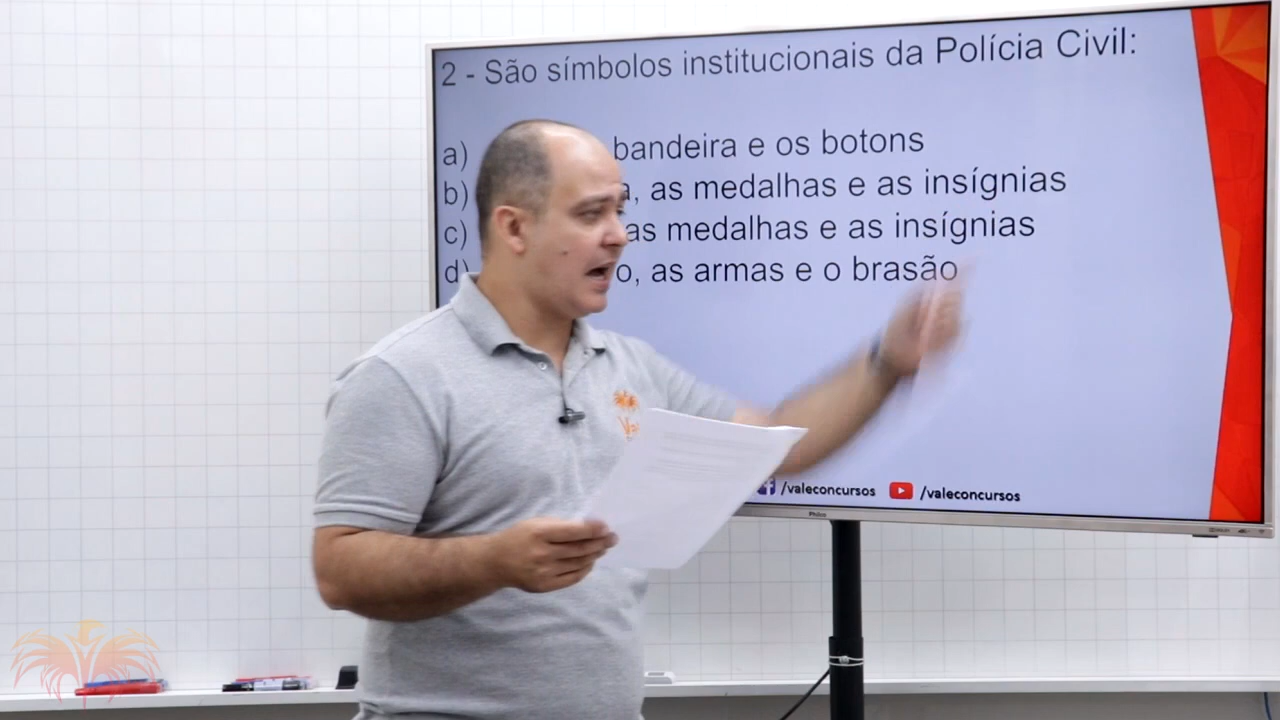 2 - São símbolos institucionais da Polícia Civil:
a) bandeira e os botons
b) as medalhas e as insígnias
c) as medalhas e as insígnias
d) as armas e o brasão
/valeconcursos /valeconcursos
Philco